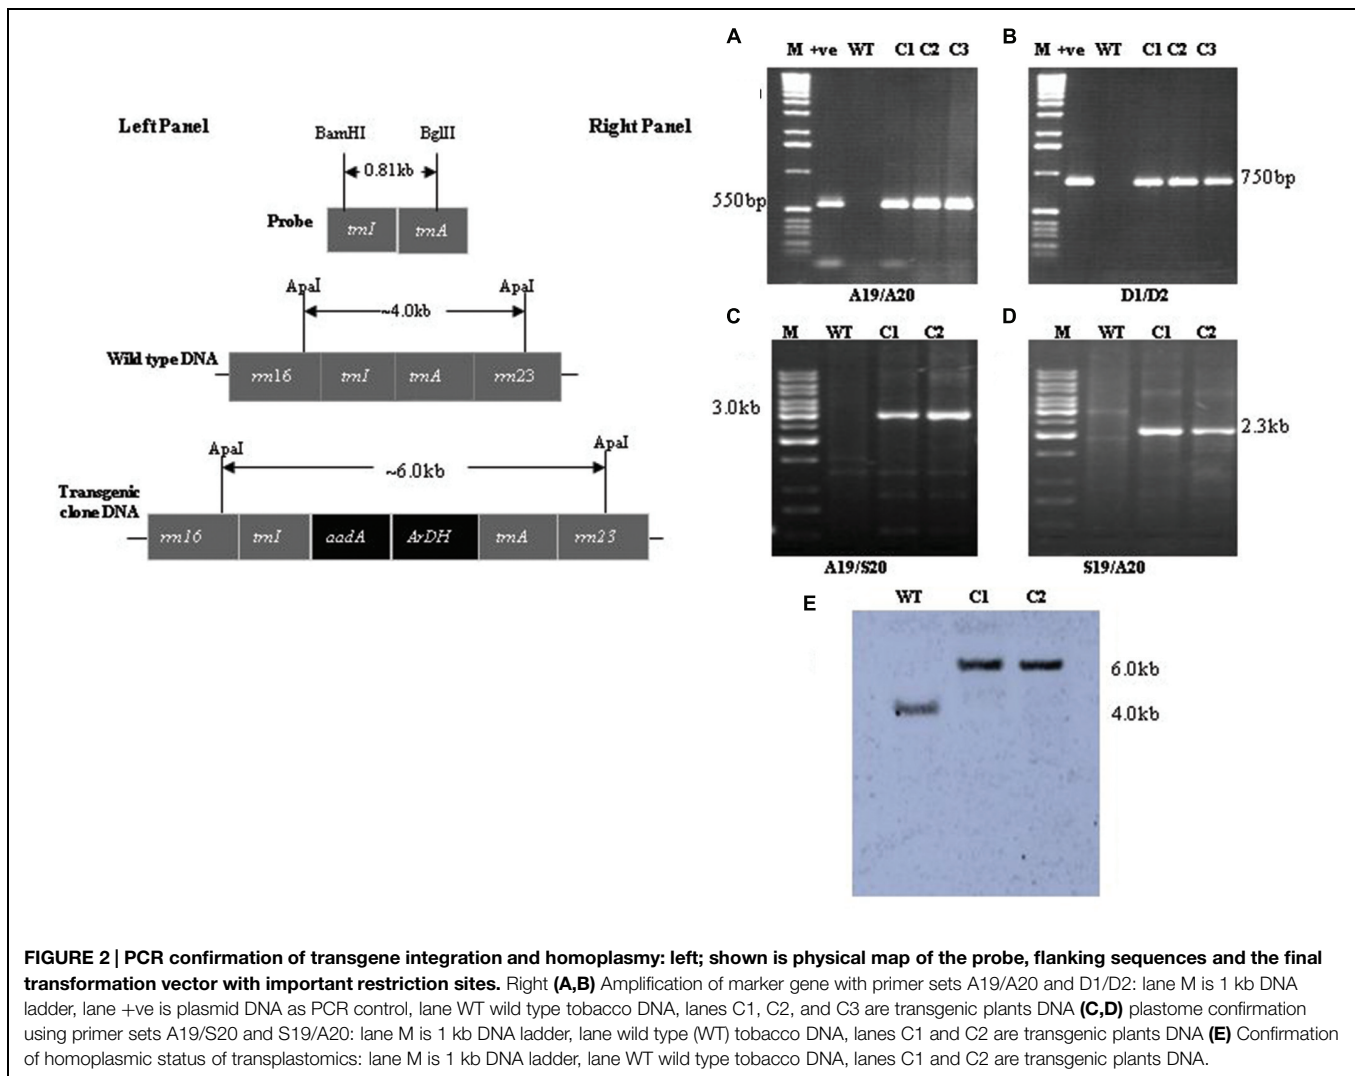 Left Panel
Right Panel
BamHI
BglII
0.81kb
Probe
trnI
trnA
ApaI
ApaI
~4.0kb
Wild type DNA
rrn16
trnI
trnA
rrn23
ApaI
ApaI
~6.0kb
Transgenic
clone DNA
rrn16
trnI
aadA
ArDH
trnA
rrn23
A
M +ve WT C1 C2 C3
550bp
A19/A20
B
M +ve WT C1 C2 C3
750bp
D1/D2
C
M WT C1 C2
3.0kb
A19/S20
D
M WT C1 C2
2.3kb
S19/A20
E
WT C1 C2
6.0kb
4.0kb
FIGURE 2 | PCR confirmation of transgene integration and homoplasmy: left; shown is physical map of the probe, flanking sequences and the final
transformation vector with important restriction sites. Right (A,B) Amplification of marker gene with primer sets A19/A20 and D1/D2: lane M is 1 kb DNA
ladder, lane +ve is plasmid DNA as PCR control, lane WT wild type tobacco DNA, lanes C1, C2, and C3 are transgenic plants DNA (C,D) plastome confirmation
using primer sets A19/S20 and S19/A20: lane M is 1 kb DNA ladder, lane wild type (WT) tobacco DNA, lanes C1 and C2 are transgenic plants DNA (E) Confirmation
of homoplasmic status of transplastomics: lane M is 1 kb DNA ladder, lane WT wild type tobacco DNA, lanes C1 and C2 are transgenic plants DNA.